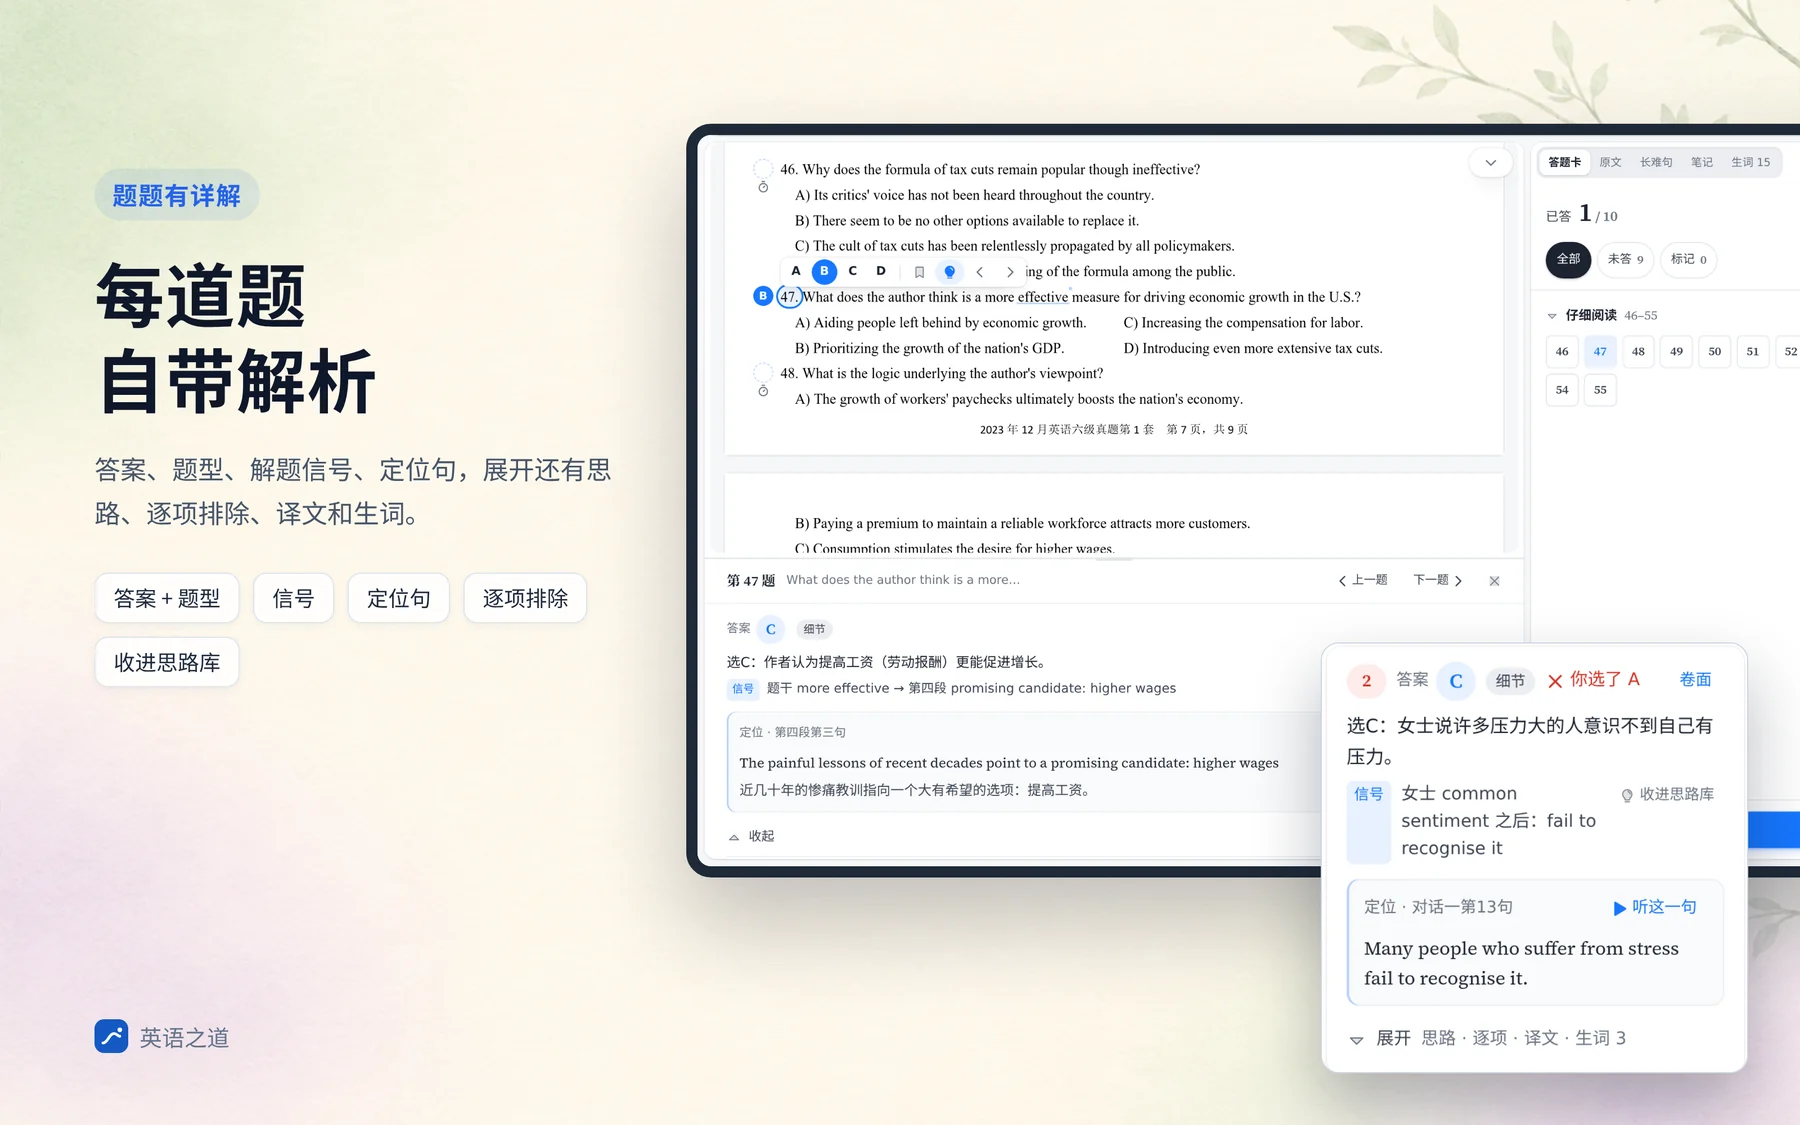 题题有详解
每道题
自带解析
答案、题型、解题信号、定位句，展开还有思
路、逐项排除、译文和生词。
答案 + 题型
信号
定位句
逐项排除
收进思路库
英语之道
46. Why does the formula of tax cuts remain popular though ineffective?
A) Its critics' voice has not been heard throughout the country.
B) There seem to be no other options available to replace it.
C) The cult of tax cuts has been relentlessly propagated by all policymakers.
A B C D
ing of the formula among the public.
B 47. What does the author think is a more effective measure for driving economic growth in the U.S.?
A) Aiding people left behind by economic growth. C) Increasing the compensation for labor.
B) Prioritizing the growth of the nation's GDP. D) Introducing even more extensive tax cuts.
48. What is the logic underlying the author's viewpoint?
A) The growth of workers' paychecks ultimately boosts the nation's economy.
2023 年 12 月英语六级真题第 1 套 第 7 页，共 9 页
B) Paying a premium to maintain a reliable workforce attracts more customers.
C) Consumption stimulates the desire for higher wages.
第 47 题 What does the author think is a more... 上一题 下一题
答案 C 细节
选C：作者认为提高工资（劳动报酬）更能促进增长。
信号 题干 more effective → 第四段 promising candidate: higher wages
定位 · 第四段第三句
The painful lessons of recent decades point to a promising candidate: higher wages
近几十年的惨痛教训指向一个大有希望的选项：提高工资。
收起
答题卡 原文 长难句 笔记 生词 15
已答 1 / 10
全部 未答 9 标记 0
仔细阅读 46–55
46 47 48 49 50 51 52
54 55
2 答案 C 细节 你选了 A 卷面
选C：女士说许多压力大的人意识不到自己有
压力。
信号 女士 common 收进思路库
sentiment 之后：fail to
recognise it
定位 · 对话一第13句 听这一句
Many people who suffer from stress
fail to recognise it.
展开 思路 · 逐项 · 译文 · 生词 3